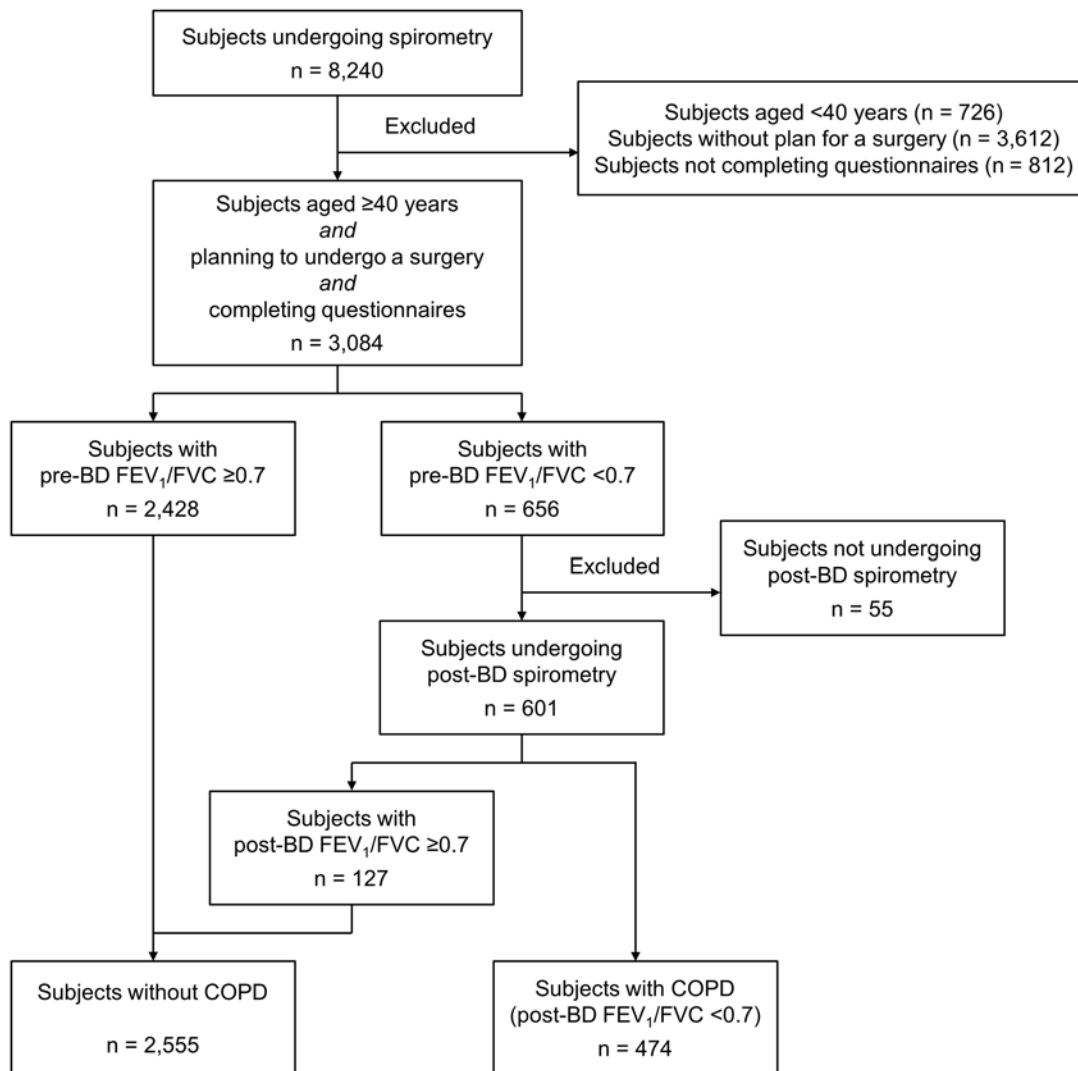 Subjects undergoing spirometry
n = 8,240
Excluded
Subjects aged <40 years (n = 726)
Subjects without plan for a surgery (n = 3,612)
Subjects not completing questionnaires (n = 812)
Subjects aged ≥40 years
and
planning to undergo a surgery
and
completing questionnaires
n = 3,084
Subjects with
pre-BD FEV₁/FVC ≥0.7
n = 2,428
Subjects with
pre-BD FEV₁/FVC <0.7
n = 656
Excluded
Subjects not undergoing
post-BD spirometry
n = 55
Subjects undergoing
post-BD spirometry
n = 601
Subjects with
post-BD FEV₁/FVC ≥0.7
n = 127
Subjects without COPD
n = 2,555
Subjects with COPD
(post-BD FEV₁/FVC <0.7)
n = 474